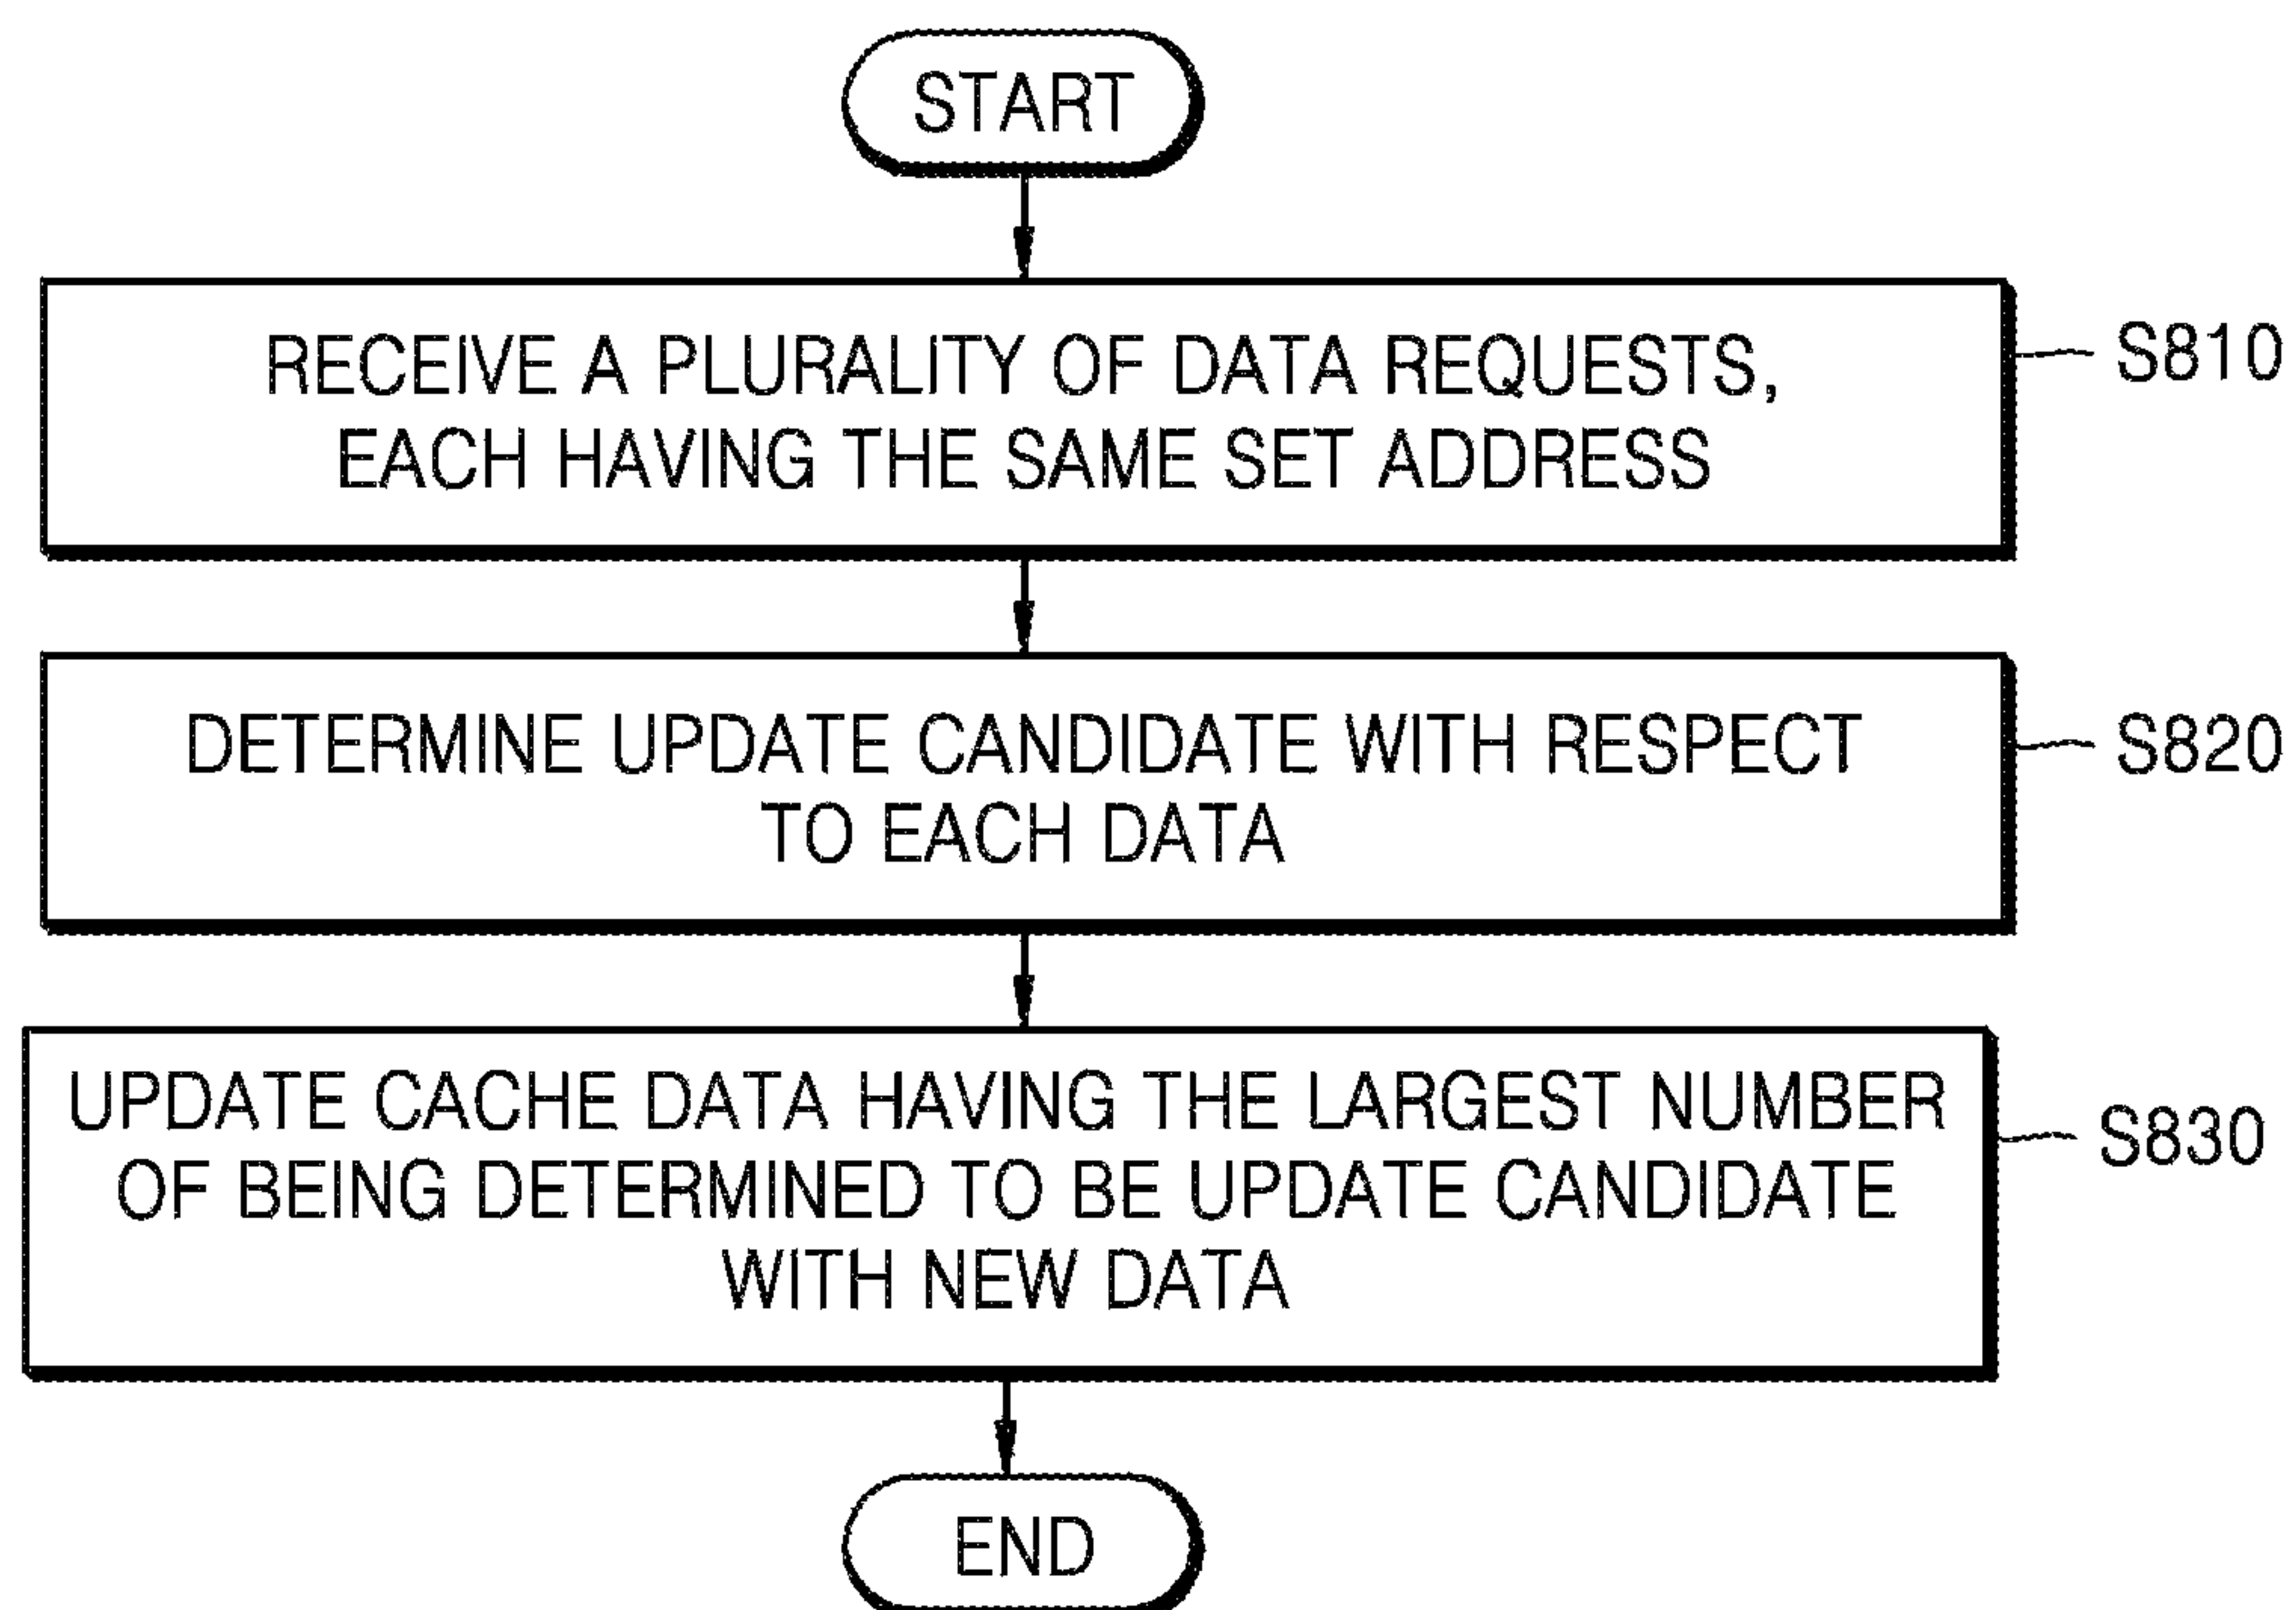 START
RECEIVE A PLURALITY OF DATA REQUESTS,
EACH HAVING THE SAME SET ADDRESS
S810
DETERMINE UPDATE CANDIDATE WITH RESPECT
TO EACH DATA
S820
UPDATE CACHE DATA HAVING THE LARGEST NUMBER
OF BEING DETERMINED TO BE UPDATE CANDIDATE
WITH NEW DATA
S830
END